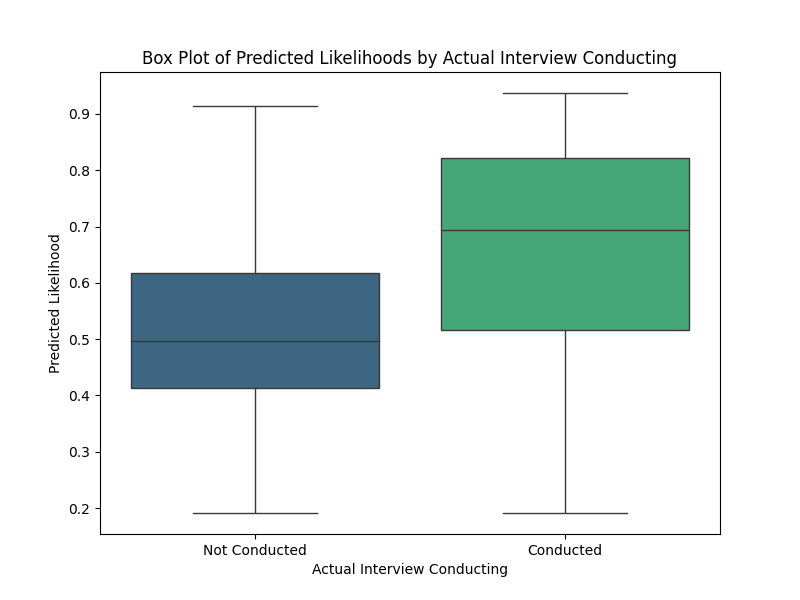 Box Plot of Predicted Likelihoods by Actual Interview Conducting
Predicted Likelihood
0.9
0.8
0.7
0.6
0.5
0.4
0.3
0.2
Not Conducted
Conducted
Actual Interview Conducting